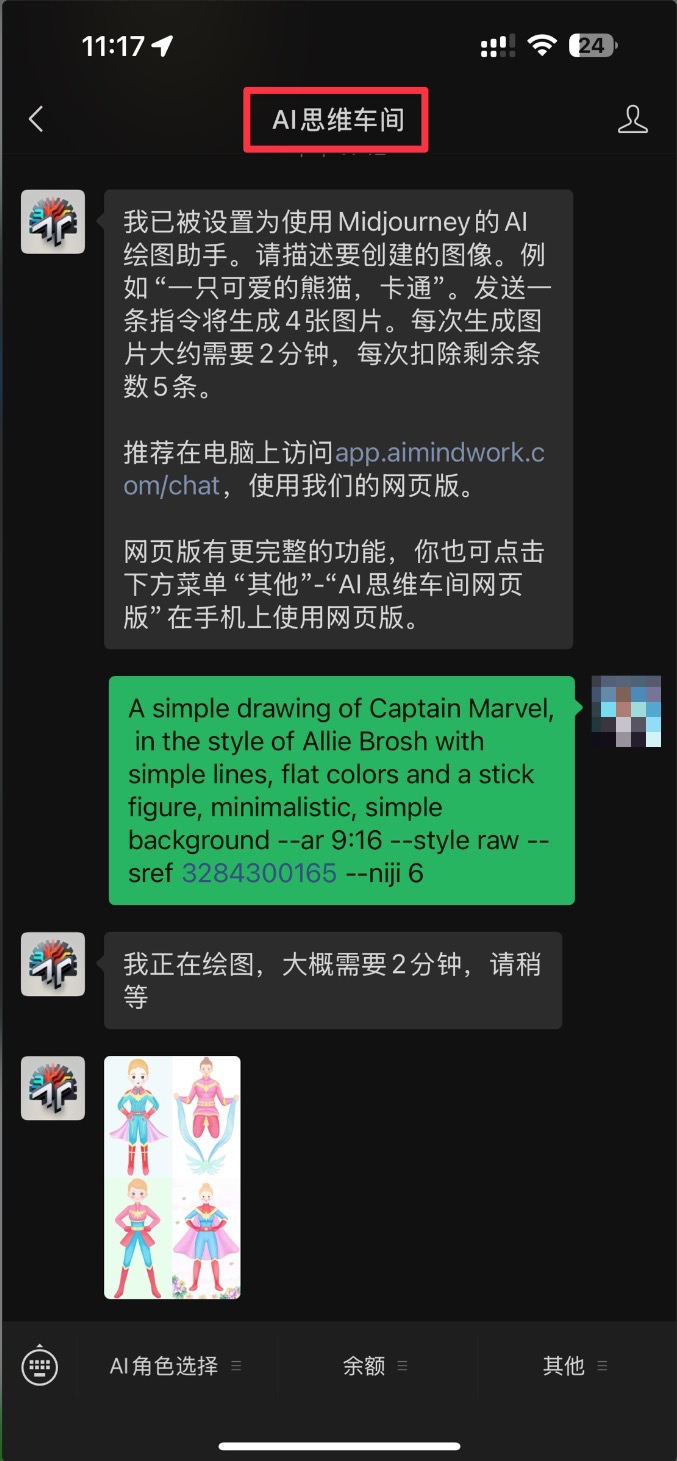 11:17
24
AI思维车间
我已被设置为使用Midjourney的AI
绘图助手。请描述要创建的图像。例
如“一只可爱的熊猫，卡通”。发送一
条指令将生成4张图片。每次生成图
片大约需要2分钟，每次扣除剩余条
数5条。
推荐在电脑上访问app.aimindwork.c
om/chat，使用我们的网页版。
网页版有更完整的功能，你也可点击
下方菜单“其他”-“AI思维车间网页
版”在手机上使用网页版。
A simple drawing of Captain Marvel,
in the style of Allie Brosh with
simple lines, flat colors and a stick
figure, minimalistic, simple
background --ar 9:16 --style raw --
sref 3284300165 --niji 6
我正在绘图，大概需要2分钟，请稍
等
AI角色选择
余额
其他